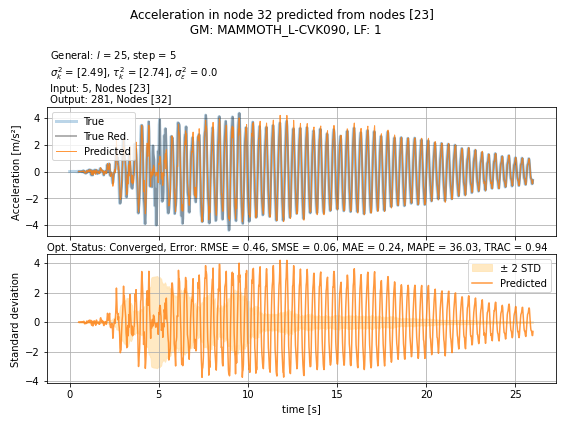 Acceleration in node 32 predicted from nodes [23]
GM: MAMMOTH_L-CVK090, LF: 1
General: l = 25, step = 5
σ²ₖ = [2.49], τ²ₖ = [2.74], σ²ε = 0.0
Input: 5, Nodes [23]
Output: 281, Nodes [32]
Acceleration [m/s²]
4
2
0
−2
−4
True
True Red.
Predicted
Opt. Status: Converged, Error: RMSE = 0.46, SMSE = 0.06, MAE = 0.24, MAPE = 36.03, TRAC = 0.94
Standard deviation
4
2
0
−2
−4
± 2 STD
Predicted
0 5 10 15 20 25
time [s]